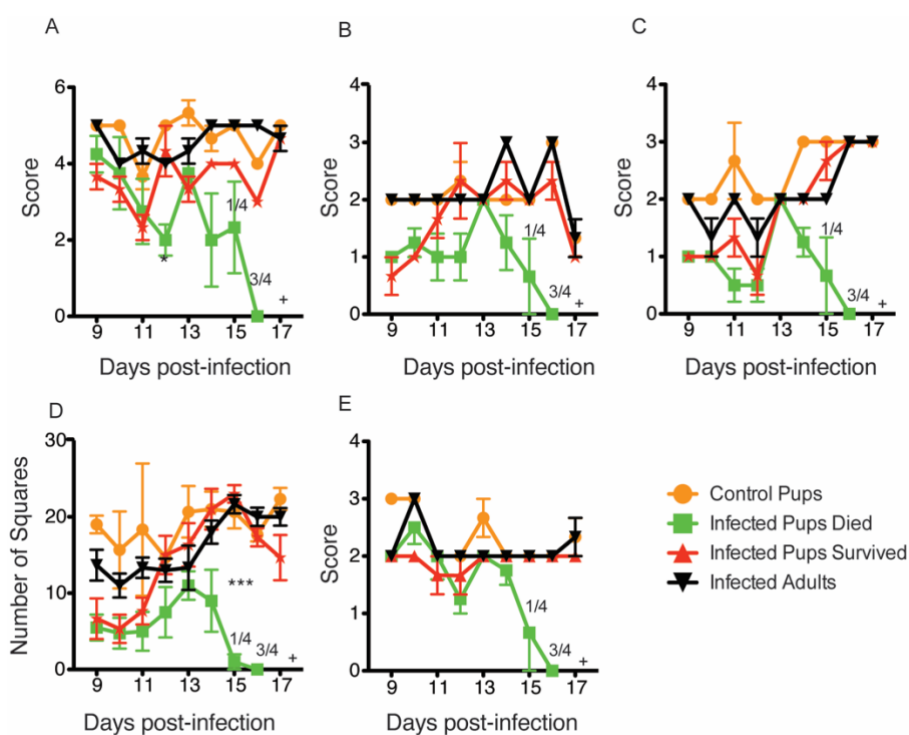 A
B
C
6
4
2
0
Score
1/4
3/4
*
+
9 11 13 15 17
Days post-infection
4
3
2
1
0
Score
1/4
3/4
+
9 11 13 15 17
Days post-infection
4
3
2
1
0
Score
1/4
3/4
+
9 11 13 15 17
Days post-infection
D
E
30
20
10
0
Number of Squares
***
1/4
3/4
+
9 11 13 15 17
Days post-infection
4
3
2
1
0
Score
1/4
3/4
+
9 11 13 15 17
Days post-infection
Control Pups
Infected Pups Died
Infected Pups Survived
Infected Adults